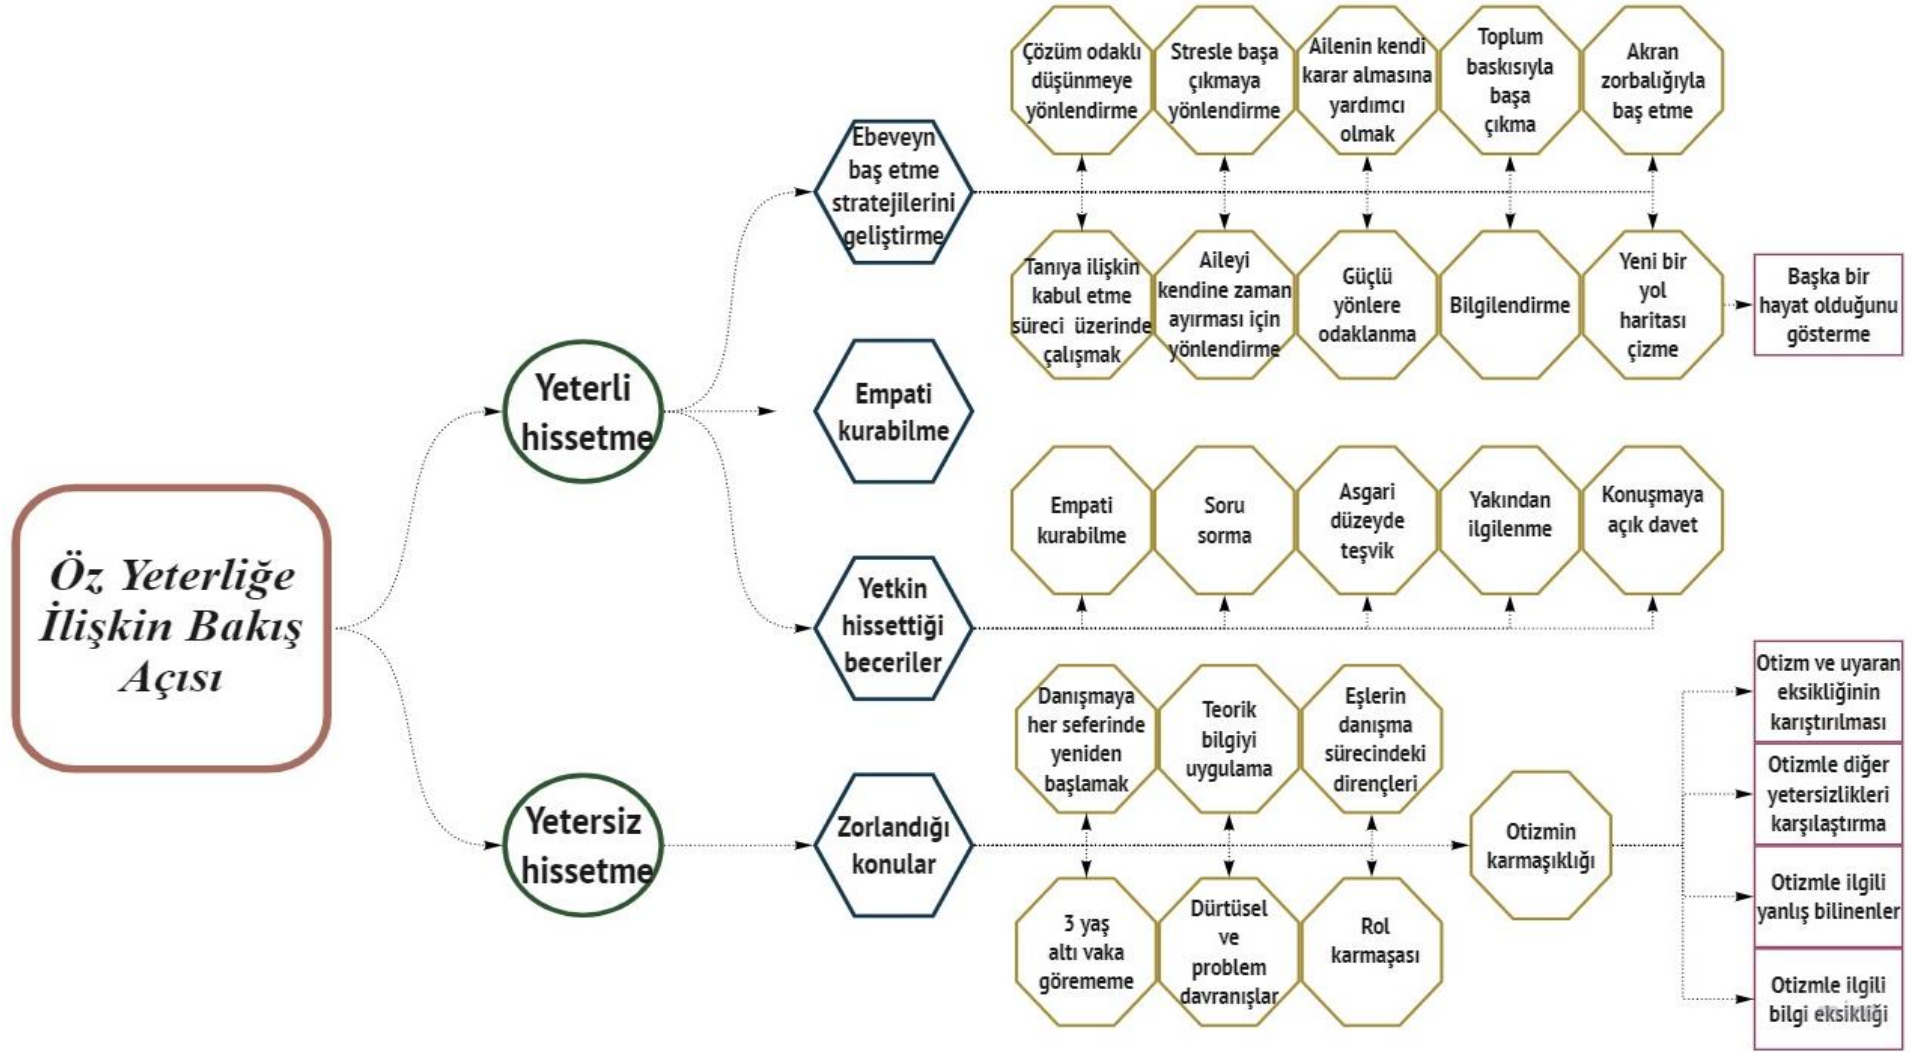 Öz Yeterliğe
İlişkin Bakış
Açısı
Yeterli
hissetme
Ebeveyn
baş etme
stratejilerini
geliştirme
Çözüm odaklı
düşünmeye
yönlendirme
Stresle başa
çıkmaya
yönlendirme
Ailenin kendi
karar almasına
yardımcı
olmak
Toplum
baskısıyla
başa
çıkma
Akran
zorbalığıyla
baş etme
Tanıya ilişkin
kabul etme
süreci üzerinde
çalışmak
Aileyi
kendine zaman
ayırması için
yönlendirme
Güçlü
yönlere
odaklanma
Bilgilendirme
Yeni bir
yol
haritası
çizme
Başka bir
hayat olduğunu
gösterme
Empati
kurabilme
Yetkin
hissettiği
beceriler
Empati
kurabilme
Soru
sorma
Asgari
düzeyde
teşvik
Yakından
ilgilenme
Konuşmaya
açık davet
Yetersiz
hissetme
Zorlandığı
konular
Danışmaya
her seferinde
yeniden
başlamak
Teorik
bilgiyi
uygulama
Eşlerin
danışma
sürecindeki
dirençleri
3 yaş
altı vaka
görememe
Dürtüsel
ve
problem
davranışlar
Rol
karmaşası
Otizmin
karmaşıklığı
Otizm ve uyaran
eksikliğinin
karıştırılması
Otizmle diğer
yetersizlikleri
karşılaştırma
Otizmle ilgili
yanlış bilinenler
Otizmle ilgili
bilgi eksikliği